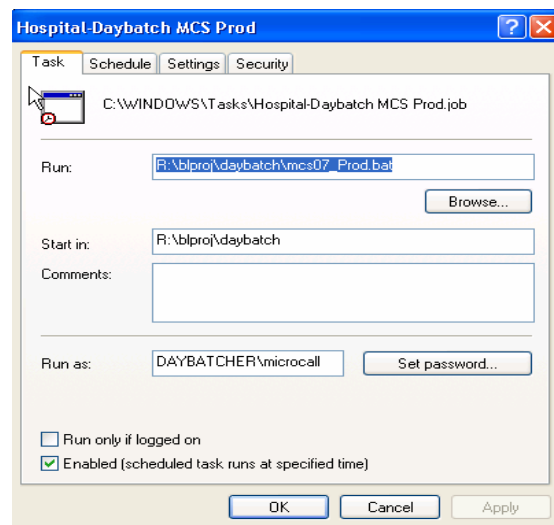 Hospital-Daybatch MCS Prod
Task Schedule Settings Security
C:\WINDOWS\Tasks\Hospital-Daybatch MCS Prod.job
Run: R:\blproj\daybatch\mcs07_Prod.bat
Browse...
Start in: R:\blproj\daybatch
Comments:
Run as: DAYBATCHER\microcall Set password...
Run only if logged on
Enabled (scheduled task runs at specified time)
OK Cancel Apply